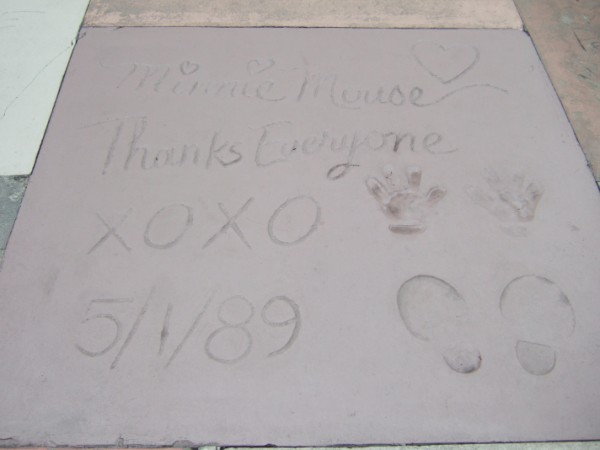 Minnie Mouse
Thanks Everyone
XOXO
5/1/89